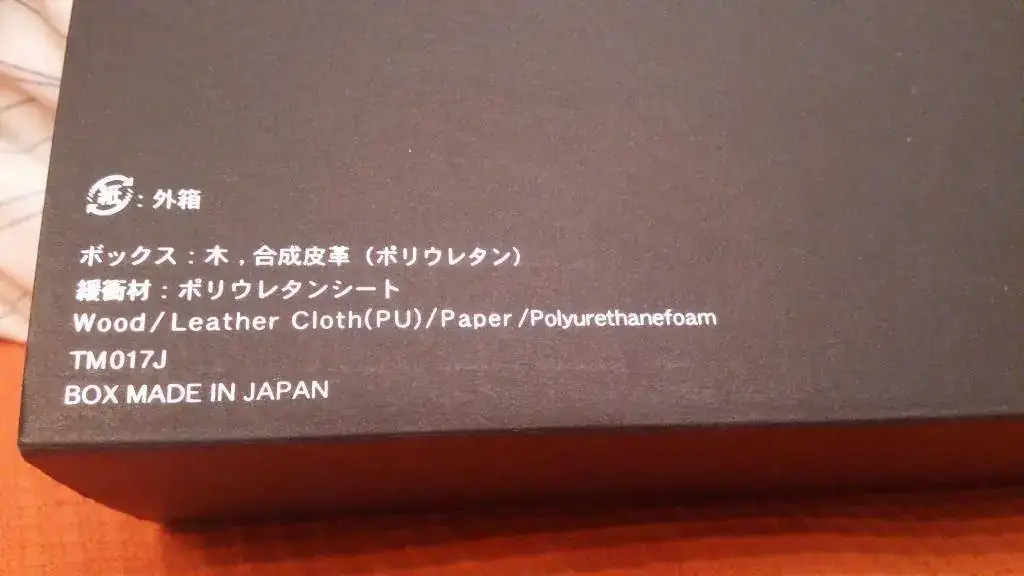 紙 : 外箱
ボックス : 木 , 合成皮革 (ポリウレタン)
緩衝材 : ポリウレタンシート
Wood/Leather Cloth(PU)/Paper/Polyurethanefoam
TM017J
BOX MADE IN JAPAN